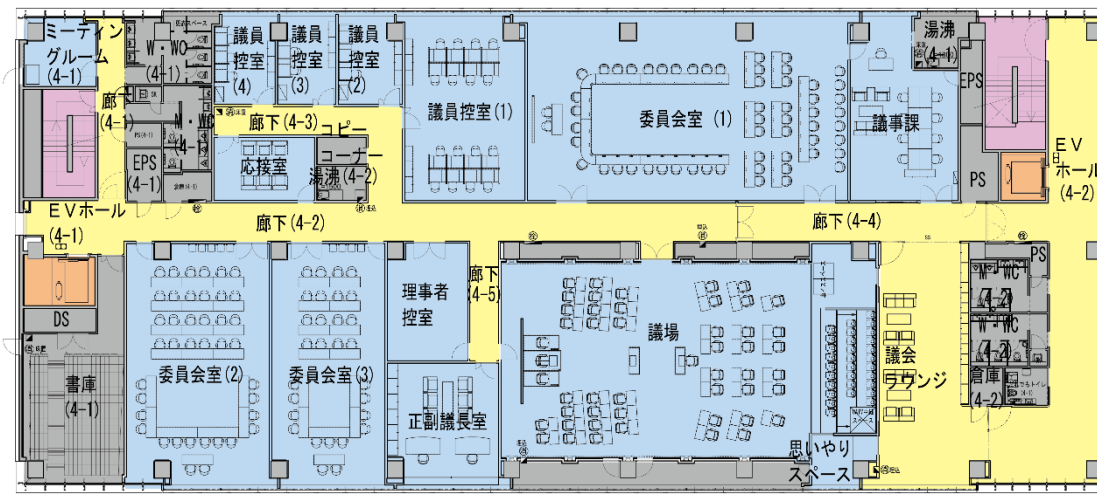 ミーティン
グルーム
(4-1)
W・WC
(4-1)
議員
控室
(4)
議員
控室
(3)
議員
控室
(2)
議員控室(1)
委員会室(1)
議事課
湯沸
(4-1)
EPS
PS
EV
ホール
(4-2)
廊下
(4-1)
M・WC
(4-1)
EPS
(4-1)
廊下(4-3)
コピー
コーナー
応接室
湯沸(4-2)
EVホール
(4-1)
廊下(4-2)
廊下(4-4)
DS
書庫
(4-1)
委員会室(2)
委員会室(3)
理事者
控室
廊下
(4-5)
正副議長室
議場
思いやり
スペース
議会
ラウンジ
PS
M WC
(4-2)
W WC
(4-2)
倉庫
(4-2)